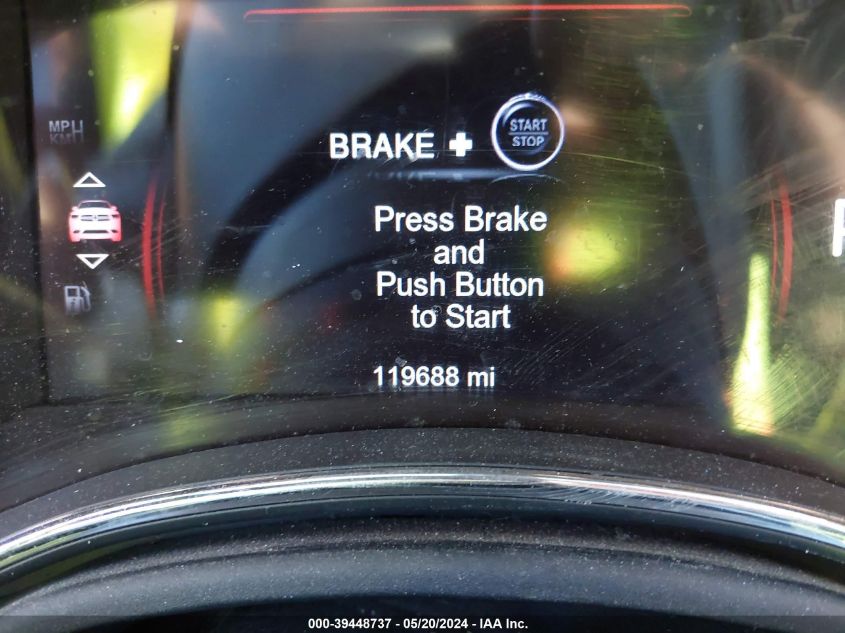 MPH
KMH
BRAKE +
START
STOP
Press Brake
and
Push Button
to Start
119688 mi
000-39448737 - 05/20/2024 - IAA Inc.